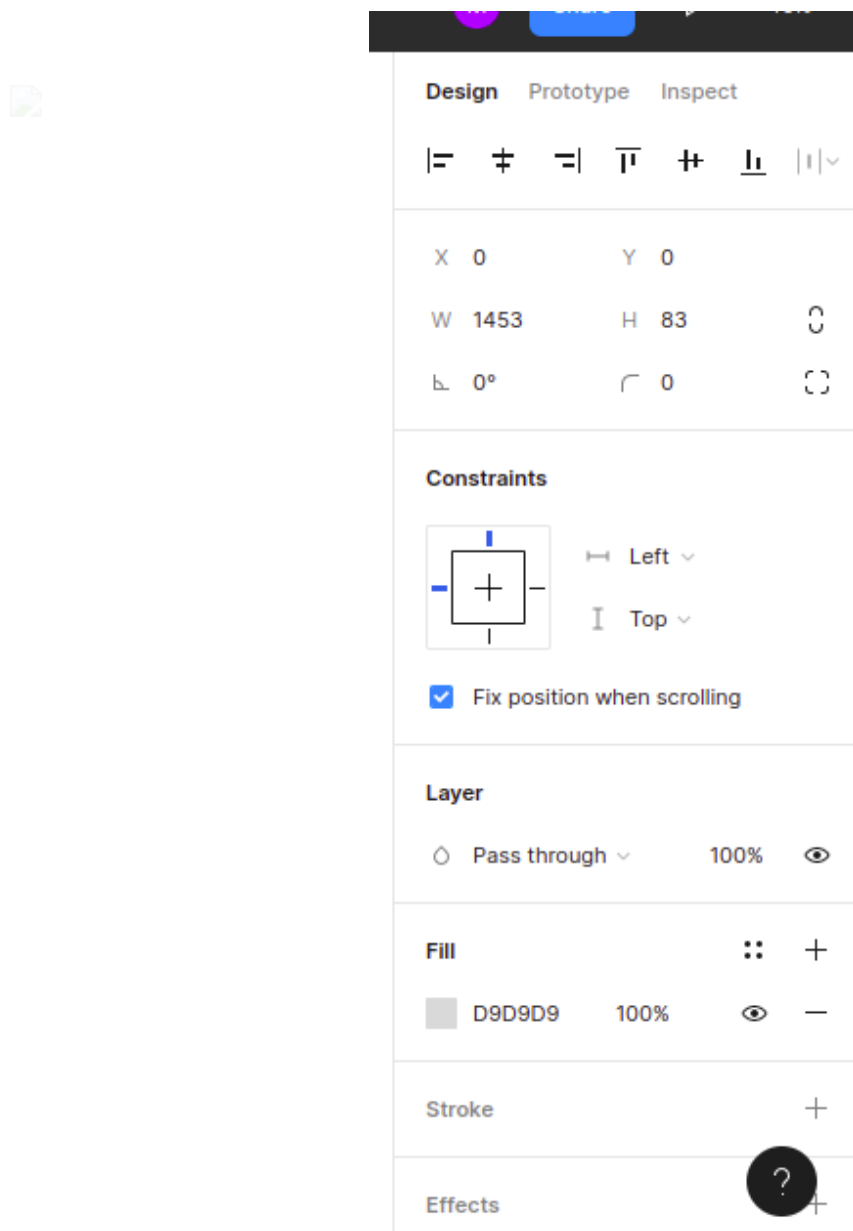 Share
Design Prototype Inspect
X 0 Y 0
W 1453 H 83
0° 0
Constraints
Left
Top
Fix position when scrolling
Layer
Pass through 100%
Fill
D9D9D9 100%
Stroke
?
Effects